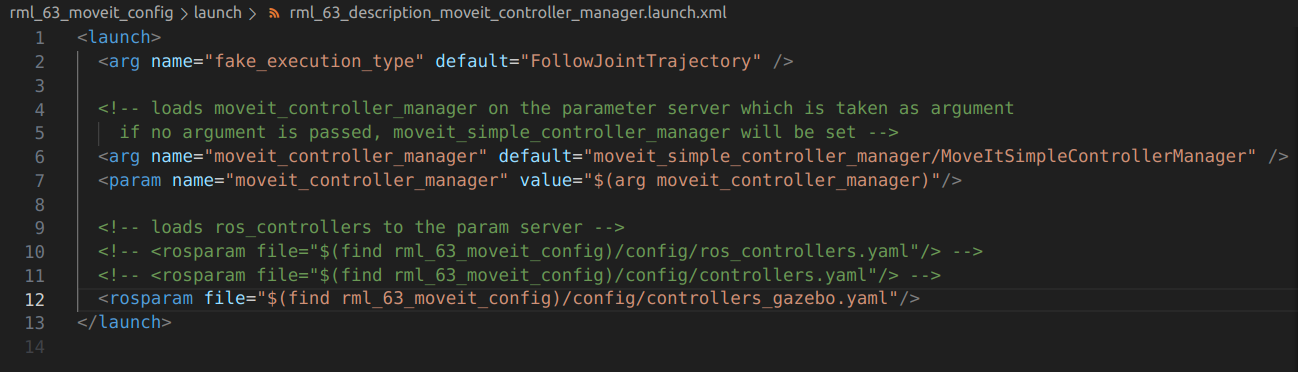 rml_63_moveit_config > launch > rml_63_description_moveit_controller_manager.launch.xml
1 <launch>
2   <arg name="fake_execution_type" default="FollowJointTrajectory" />
3
4   <!-- loads moveit_controller_manager on the parameter server which is taken as argument
5     if no argument is passed, moveit_simple_controller_manager will be set -->
6   <arg name="moveit_controller_manager" default="moveit_simple_controller_manager/MoveItSimpleControllerManager" />
7   <param name="moveit_controller_manager" value="$(arg moveit_controller_manager)"/>
8
9   <!-- loads ros_controllers to the param server -->
10   <!-- <rosparam file="$(find rml_63_moveit_config)/config/ros_controllers.yaml"/> -->
11   <!-- <rosparam file="$(find rml_63_moveit_config)/config/controllers.yaml"/> -->
12   <rosparam file="$(find rml_63_moveit_config)/config/controllers_gazebo.yaml"/>
13 </launch>
14